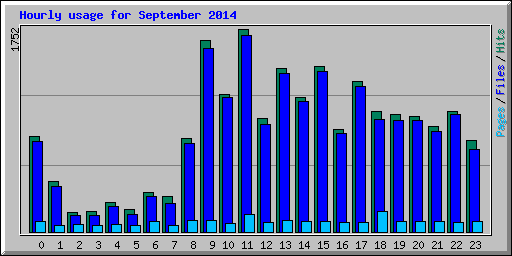 Hourly usage for September 2014
1752
Pages / Files / Hits
0 1 2 3 4 5 6 7 8 9 10 11 12 13 14 15 16 17 18 19 20 21 22 23